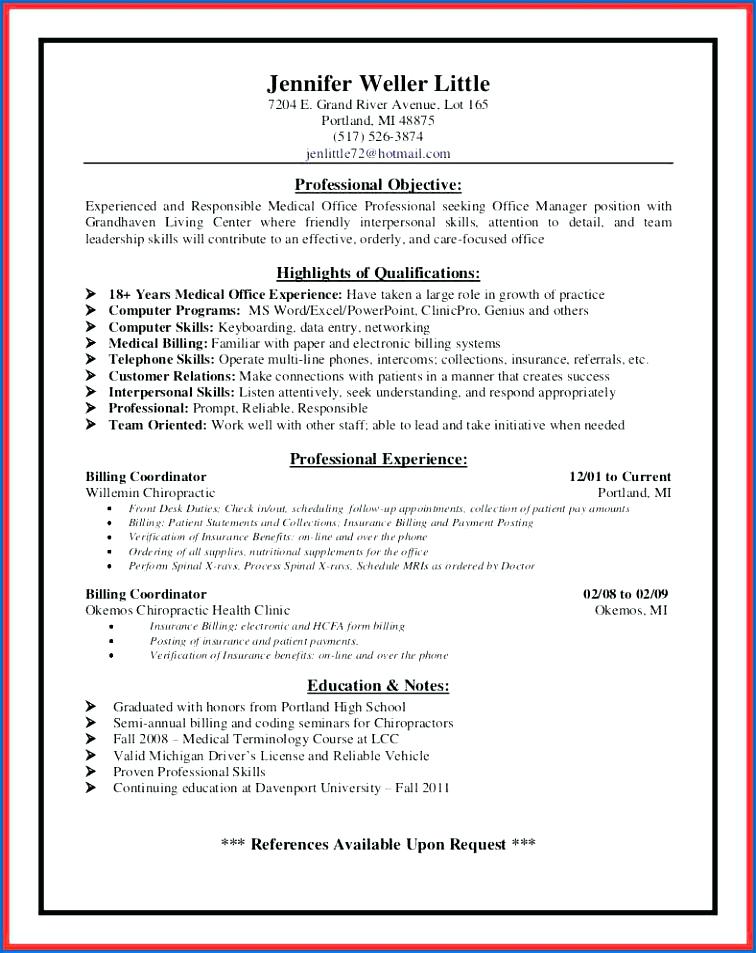 Jennifer Weller Little
7204 E. Grand River Avenue, Lot 165
Portland, MI 48875
(517) 526-3874
jenlittle72@hotmail.com
Professional Objective:
Experienced and Responsible Medical Office Professional seeking Office Manager position with
Grandhaven Living Center where friendly interpersonal skills, attention to detail, and team
leadership skills will contribute to an effective, orderly, and care-focused office
Highlights of Qualifications:
➤ 18+ Years Medical Office Experience: Have taken a large role in growth of practice
➤ Computer Programs: MS Word/Excel/PowerPoint, ClinicPro, Genius and others
➤ Computer Skills: Keyboarding, data entry, networking
➤ Medical Billing: Familiar with paper and electronic billing systems
➤ Telephone Skills: Operate multi-line phones, intercoms; collections, insurance, referrals, etc.
➤ Customer Relations: Make connections with patients in a manner that creates success
➤ Interpersonal Skills: Listen attentively, seek understanding, and respond appropriately
➤ Professional: Prompt, Reliable, Responsible
➤ Team Oriented: Work well with other staff; able to lead and take initiative when needed
Professional Experience:
Billing Coordinator 12/01 to Current
Willemin Chiropractic Portland, MI
• Front Desk Duties; Check in/out, scheduling follow-up appointments, collection of patient pay amounts
• Billing: Patient Statements and Collections; Insurance Billing and Payment Posting
• Verification of Insurance Benefits: on-line and over the phone
• Ordering of all supplies, nutritional supplements for the office
• Perform Spinal X-rays, Process Spinal X-rays, Schedule MRIs as ordered by Doctor
Billing Coordinator 02/08 to 02/09
Okemos Chiropractic Health Clinic Okemos, MI
• Insurance Billing; electronic and HCFA form billing
• Posting of insurance and patient payments.
• Verification of Insurance benefits: on-line and over the phone
Education & Notes:
➤ Graduated with honors from Portland High School
➤ Semi-annual billing and coding seminars for Chiropractors
➤ Fall 2008 – Medical Terminology Course at LCC
➤ Valid Michigan Driver's License and Reliable Vehicle
➤ Proven Professional Skills
➤ Continuing education at Davenport University – Fall 2011
*** References Available Upon Request ***